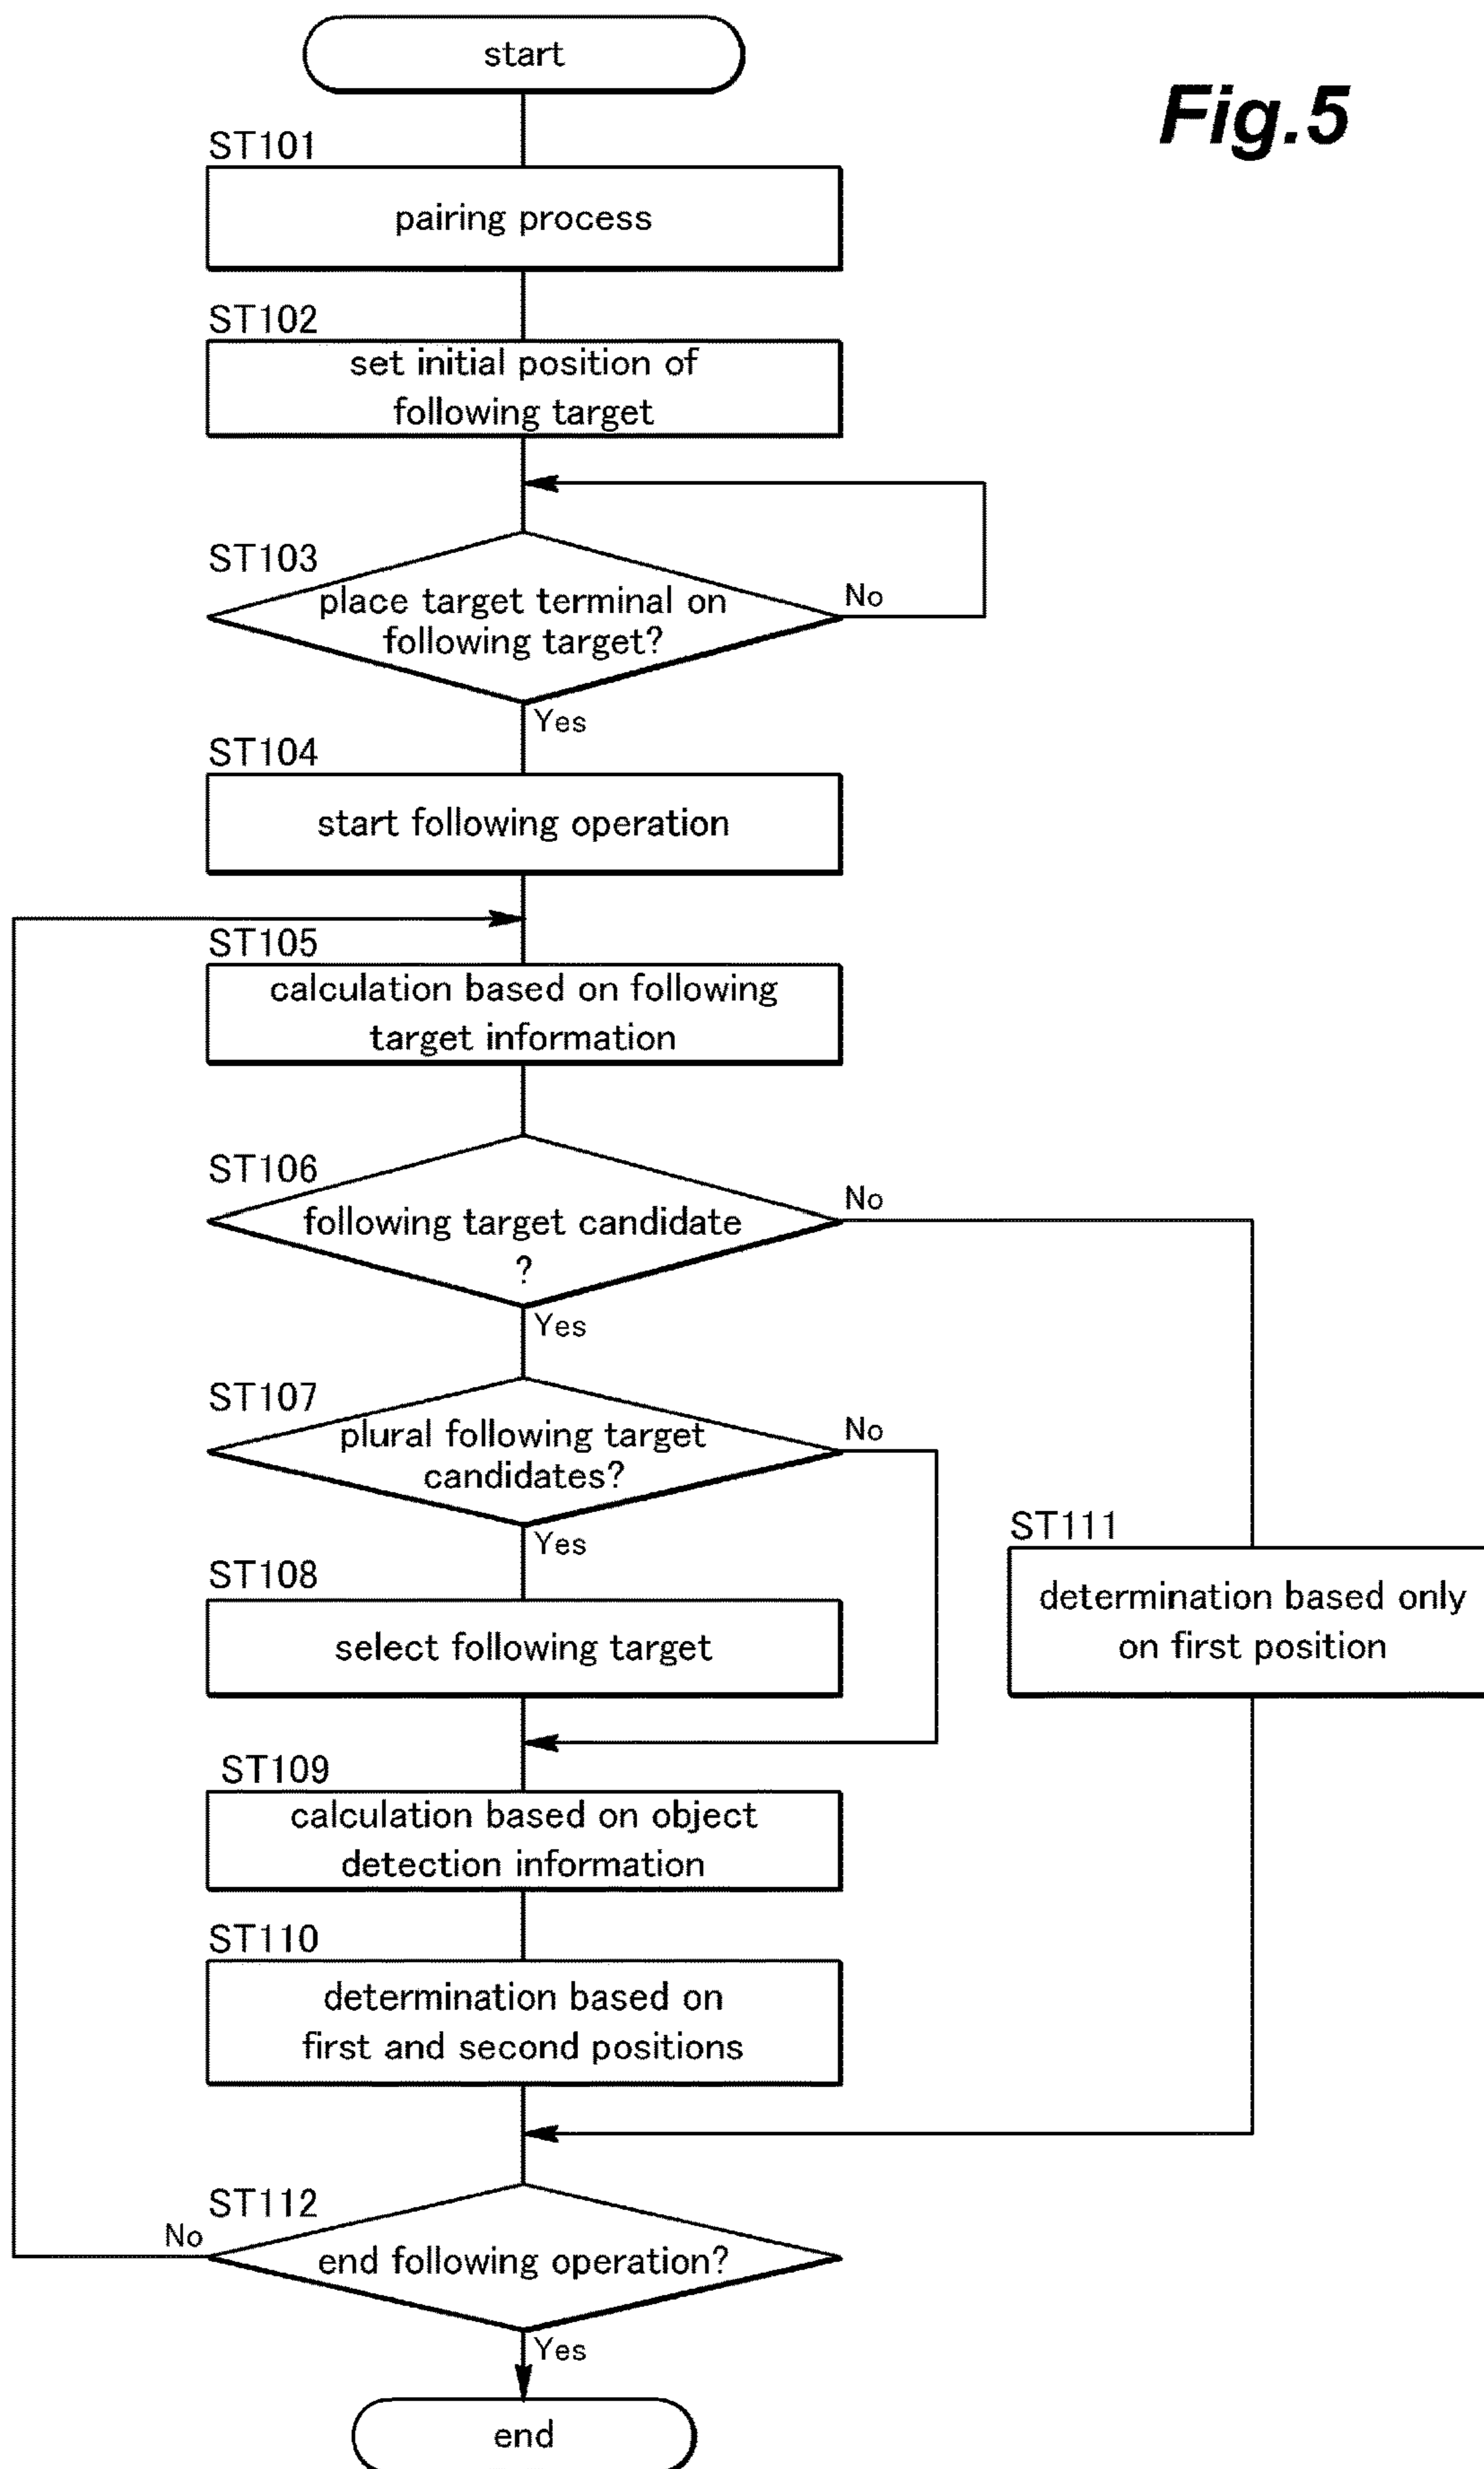 start
Fig.5
ST101
pairing process
ST102
set initial position of
following target
ST103
place target terminal on
following target?
No
Yes
ST104
start following operation
ST105
calculation based on following
target information
ST106
following target candidate
?
No
Yes
ST107
plural following target
candidates?
No
Yes
ST108
select following target
ST111
determination based only
on first position
ST109
calculation based on object
detection information
ST110
determination based on
first and second positions
ST112
No
end following operation?
Yes
end